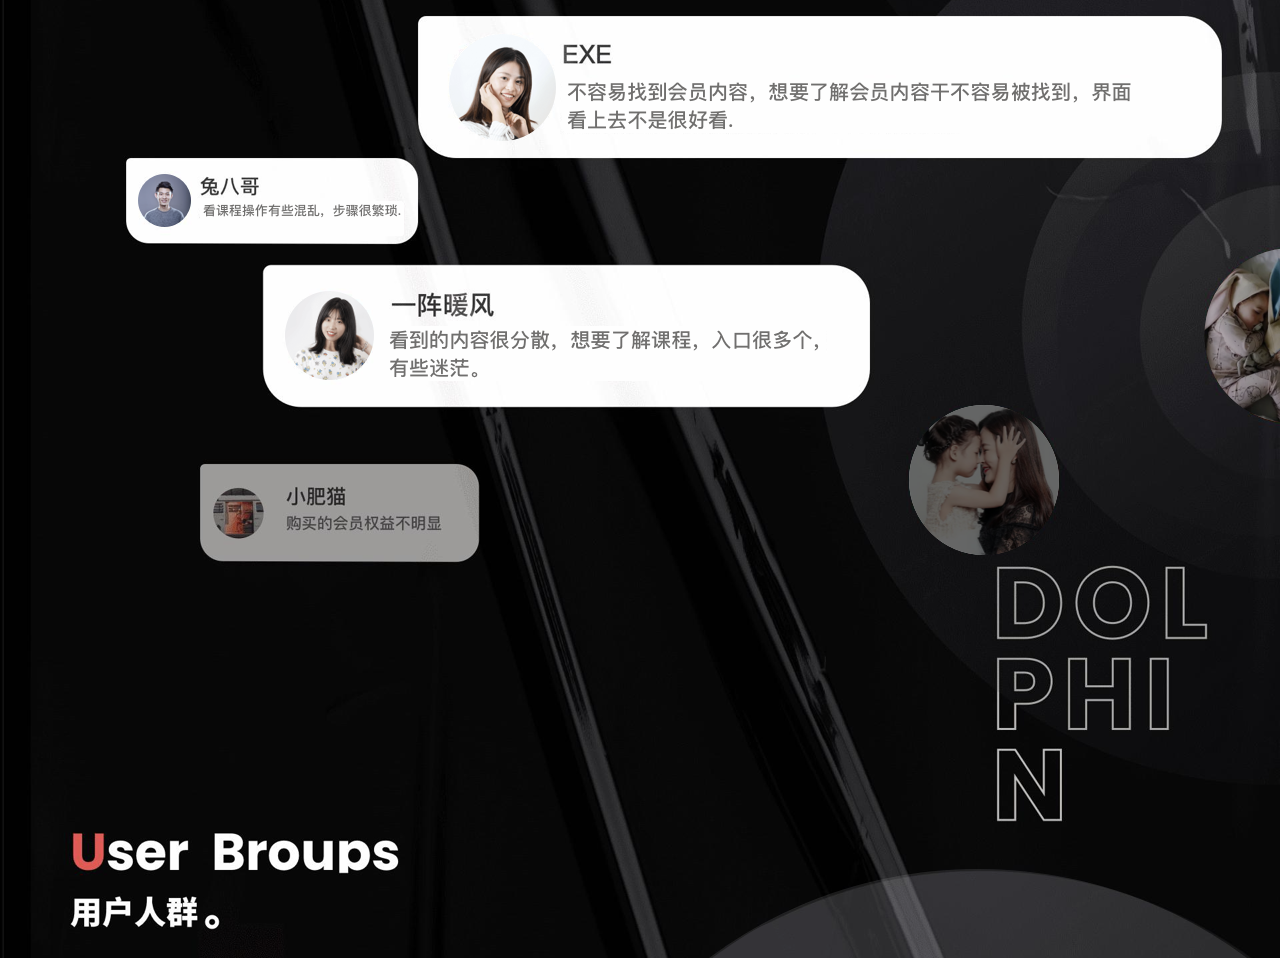 EXE
不容易找到会员内容，想要了解会员内容干不容易被找到，界面
看上去不是很好看.
兔八哥
看课程操作有些混乱，步骤很繁琐.
一阵暖风
看到的内容很分散，想要了解课程，入口很多个，
有些迷茫。
小肥猫
购买的会员权益不明显
DOL
PHI
N
User Broups
用户人群。